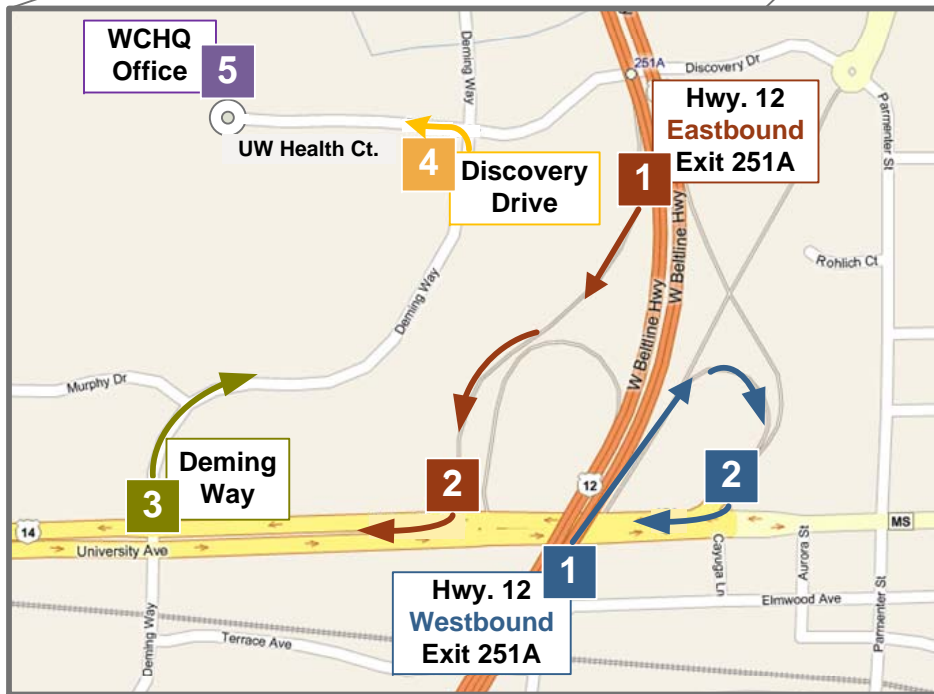 WCHQ
Office
5
Deming Way
251A
Discovery Dr
Parmenter St
Hwy. 12
Eastbound
Exit 251A
1
UW Health Ct.
4
Discovery
Drive
W Beltline Hwy
W Beltline Hwy
Rohlich Ct
Deming Way
W Beltline Hwy
Murphy Dr
Deming
Way
3
2
12
2
14
MS
University Ave
1
Cayuga Ln
Aurora St
Hwy. 12
Westbound
Exit 251A
Elmwood Ave
Deming Way
Terrace Ave
Parmenter St